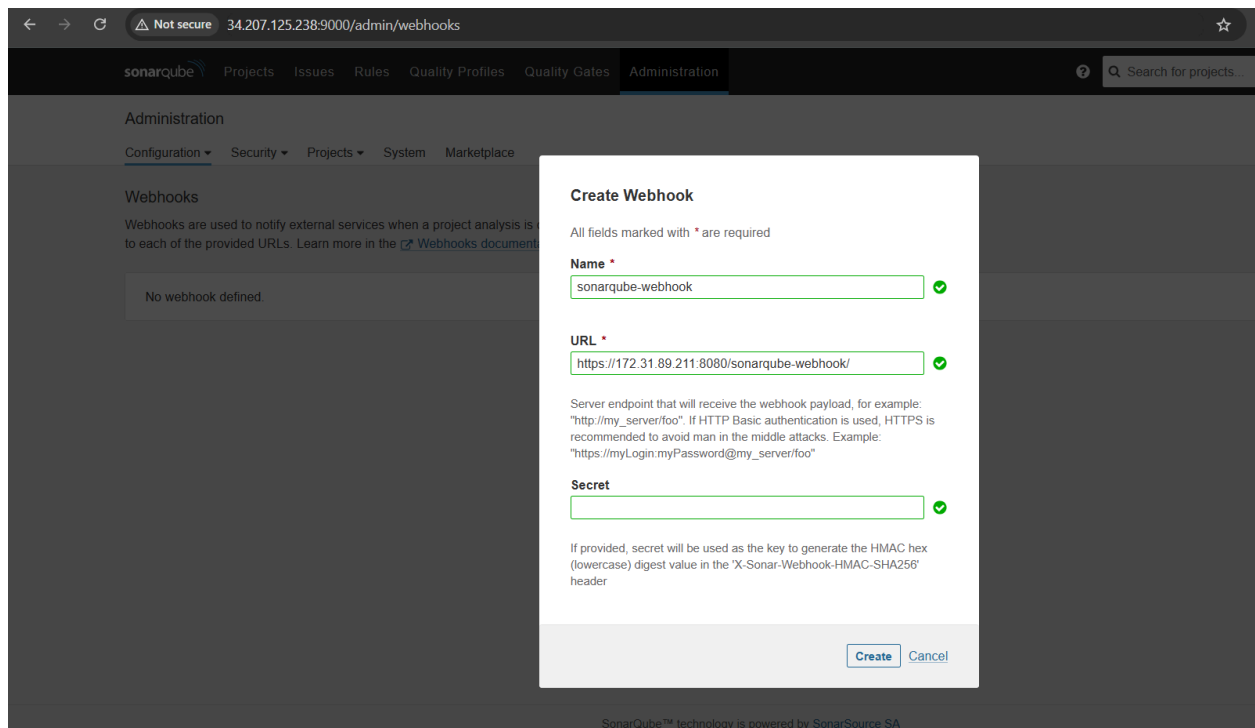 Not secure 34.207.125.238:9000/admin/webhooks
sonarqube Projects Issues Rules Quality Profiles Quality Gates Administration Search for projects...
Administration
Configuration Security Projects System Marketplace
Webhooks
Webhooks are used to notify external services when a project analysis is
to each of the provided URLs. Learn more in the Webhooks
No webhook defined.
Create Webhook
All fields marked with * are required
Name *
sonarqube-webhook
URL *
https://172.31.89.211:8080/sonarqube-webhook/
Server endpoint that will receive the webhook payload, for example:
"http://my_server/foo". If HTTP Basic authentication is used, HTTPS is
recommended to avoid man in the middle attacks. Example:
"https://myLogin:myPassword@my_server/foo"
Secret
If provided, secret will be used as the key to generate the HMAC hex
(lowercase) digest value in the 'X-Sonar-Webhook-HMAC-SHA256'
header
Create Cancel
SonarQube™ technology is powered by SonarSource SA